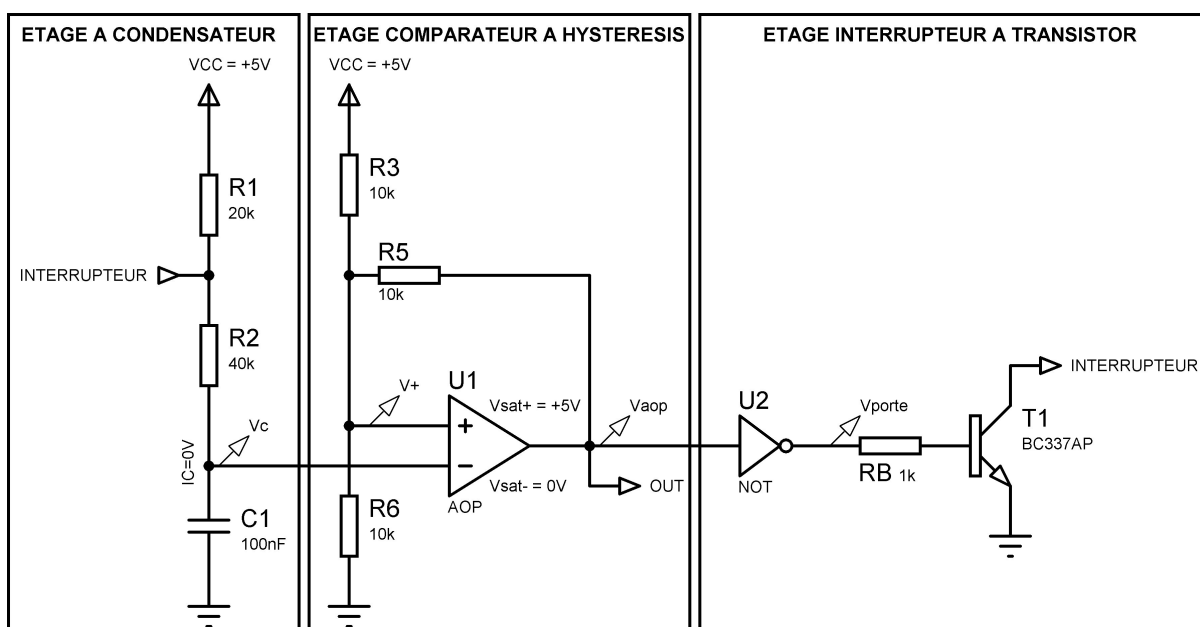 ETAGE A CONDENSATEUR
VCC = +5V
R1
20k
INTERRUPTEUR
R2
40k
Vc
IC=0V
C1
100nF
ETAGE COMPARATEUR A HYSTERESIS
VCC = +5V
R3
10k
R5
10k
V+
U1
Vsat+ = +5V
+
−
Vsat- = 0V
AOP
Vaop
OUT
R6
10k
ETAGE INTERRUPTEUR A TRANSISTOR
U2
NOT
Vporte
RB 1k
INTERRUPTEUR
T1
BC337AP